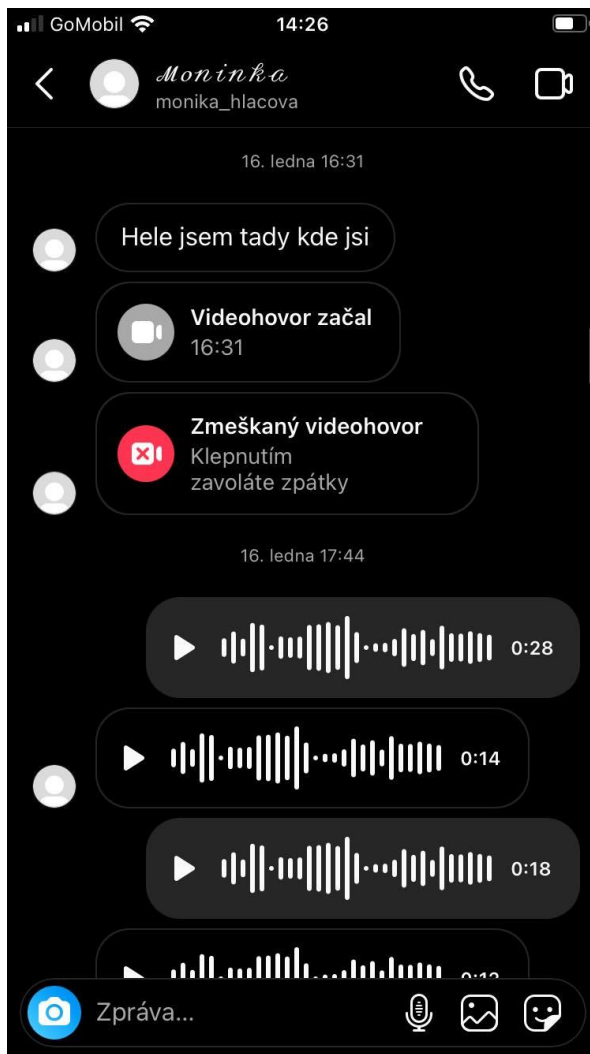 GoMobil 14:26
Moninka
monika_hlacova
16. ledna 16:31
Hele jsem tady kde jsi
Videohovor začal
16:31
Zmeškaný videohovor
Klepnutím
zavoláte zpátky
16. ledna 17:44
0:28
0:14
0:18
Zpráva...